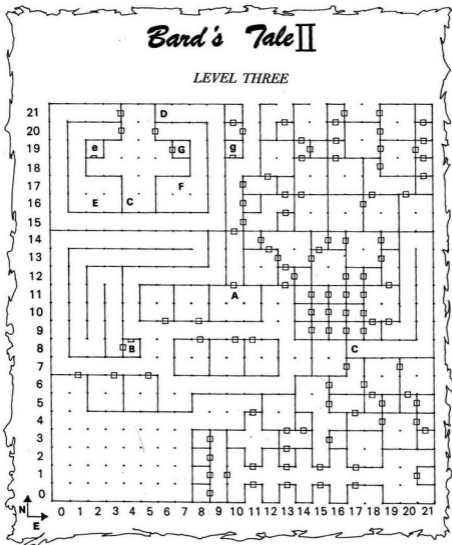 Bard's Tale II
LEVEL THREE
21 D
20
19 e G g
18
17 F
16 E C
15
14
13
12
11 A
10
9
8 B C
7
6
5
4
3
2
1
0
N
E
0 1 2 3 4 5 6 7 8 9 10 11 12 13 14 15 16 17 18 19 20 21